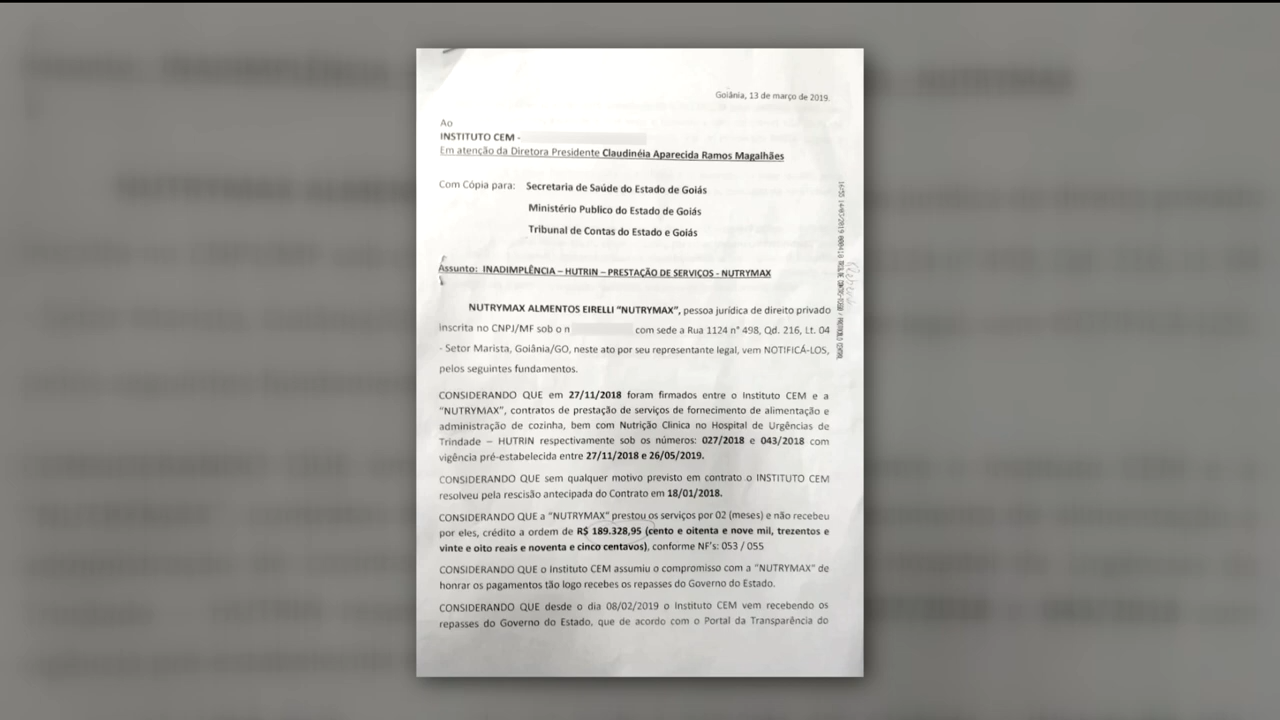 Goiânia, 13 de março de 2019.
Ao
INSTITUTO CEM -
Em atenção da Diretora Presidente Claudinéia Aparecida Ramos Magalhães
Com Cópia para: Secretaria de Saúde do Estado de Goiás
Ministério Publico do Estado de Goiás
Tribunal de Contas do Estado e Goiás
Assunto: INADIMPLÊNCIA – HUTRIN – PRESTAÇÃO DE SERVIÇOS - NUTRYMAX
NUTRYMAX ALMENTOS EIRELLI "NUTRYMAX", pessoa jurídica de direito privado
inscrita no CNPJ/MF sob o n com sede a Rua 1124 n° 498, Qd. 216, Lt. 04
- Setor Marista, Goiânia/GO, neste ato por seu representante legal, vem NOTIFICÁ-LOS,
pelos seguintes fundamentos.
CONSIDERANDO QUE em 27/11/2018 foram firmados entre o Instituto CEM e a
"NUTRYMAX", contratos de prestação de serviços de fornecimento de alimentação e
administração de cozinha, bem com Nutrição Clinica no Hospital de Urgências de
Trindade – HUTRIN respectivamente sob os números: 027/2018 e 043/2018 com
vigência pré-estabelecida entre 27/11/2018 e 26/05/2019.
CONSIDERANDO QUE sem qualquer motivo previsto em contrato o INSTITUTO CEM
resolveu pela rescisão antecipada do Contrato em 18/01/2018.
CONSIDERANDO QUE a "NUTRYMAX" prestou os serviços por 02 (meses) e não recebeu
por eles, crédito a ordem de R$ 189.328,95 (cento e oitenta e nove mil, trezentos e
vinte e oito reais e noventa e cinco centavos), conforme NF's: 053 / 055
CONSIDERANDO QUE o Instituto CEM assumiu o compromisso com a "NUTRYMAX" de
honrar os pagamentos tão logo recebes os repasses do Governo do Estado.
CONSIDERANDO QUE desde o dia 08/02/2019 o Instituto CEM vem recebendo os
repasses do Governo do Estado, que de acordo com o Portal da Transparência do